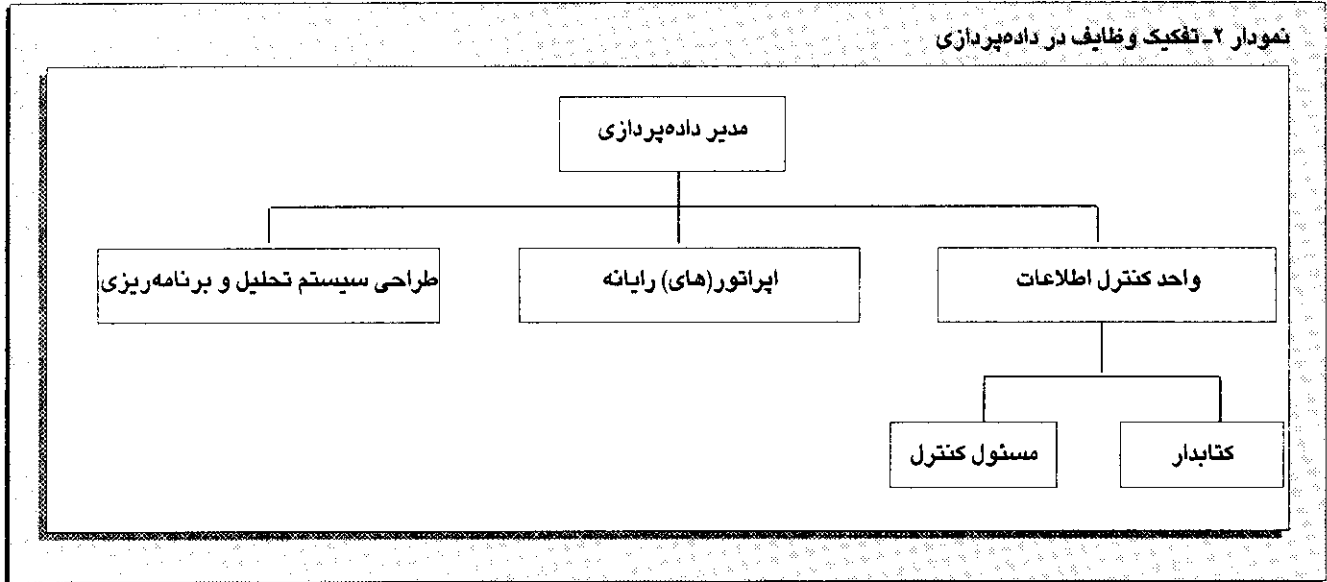 نمودار ۲ـ تفکیک وظایف در داده‌پردازی
مدیر داده‌پردازی
واحد کنترل اطلاعات
اپراتور(های) رایانه
طراحی سیستم تحلیل و برنامه‌ریزی
کتابدار
مسئول کنترل